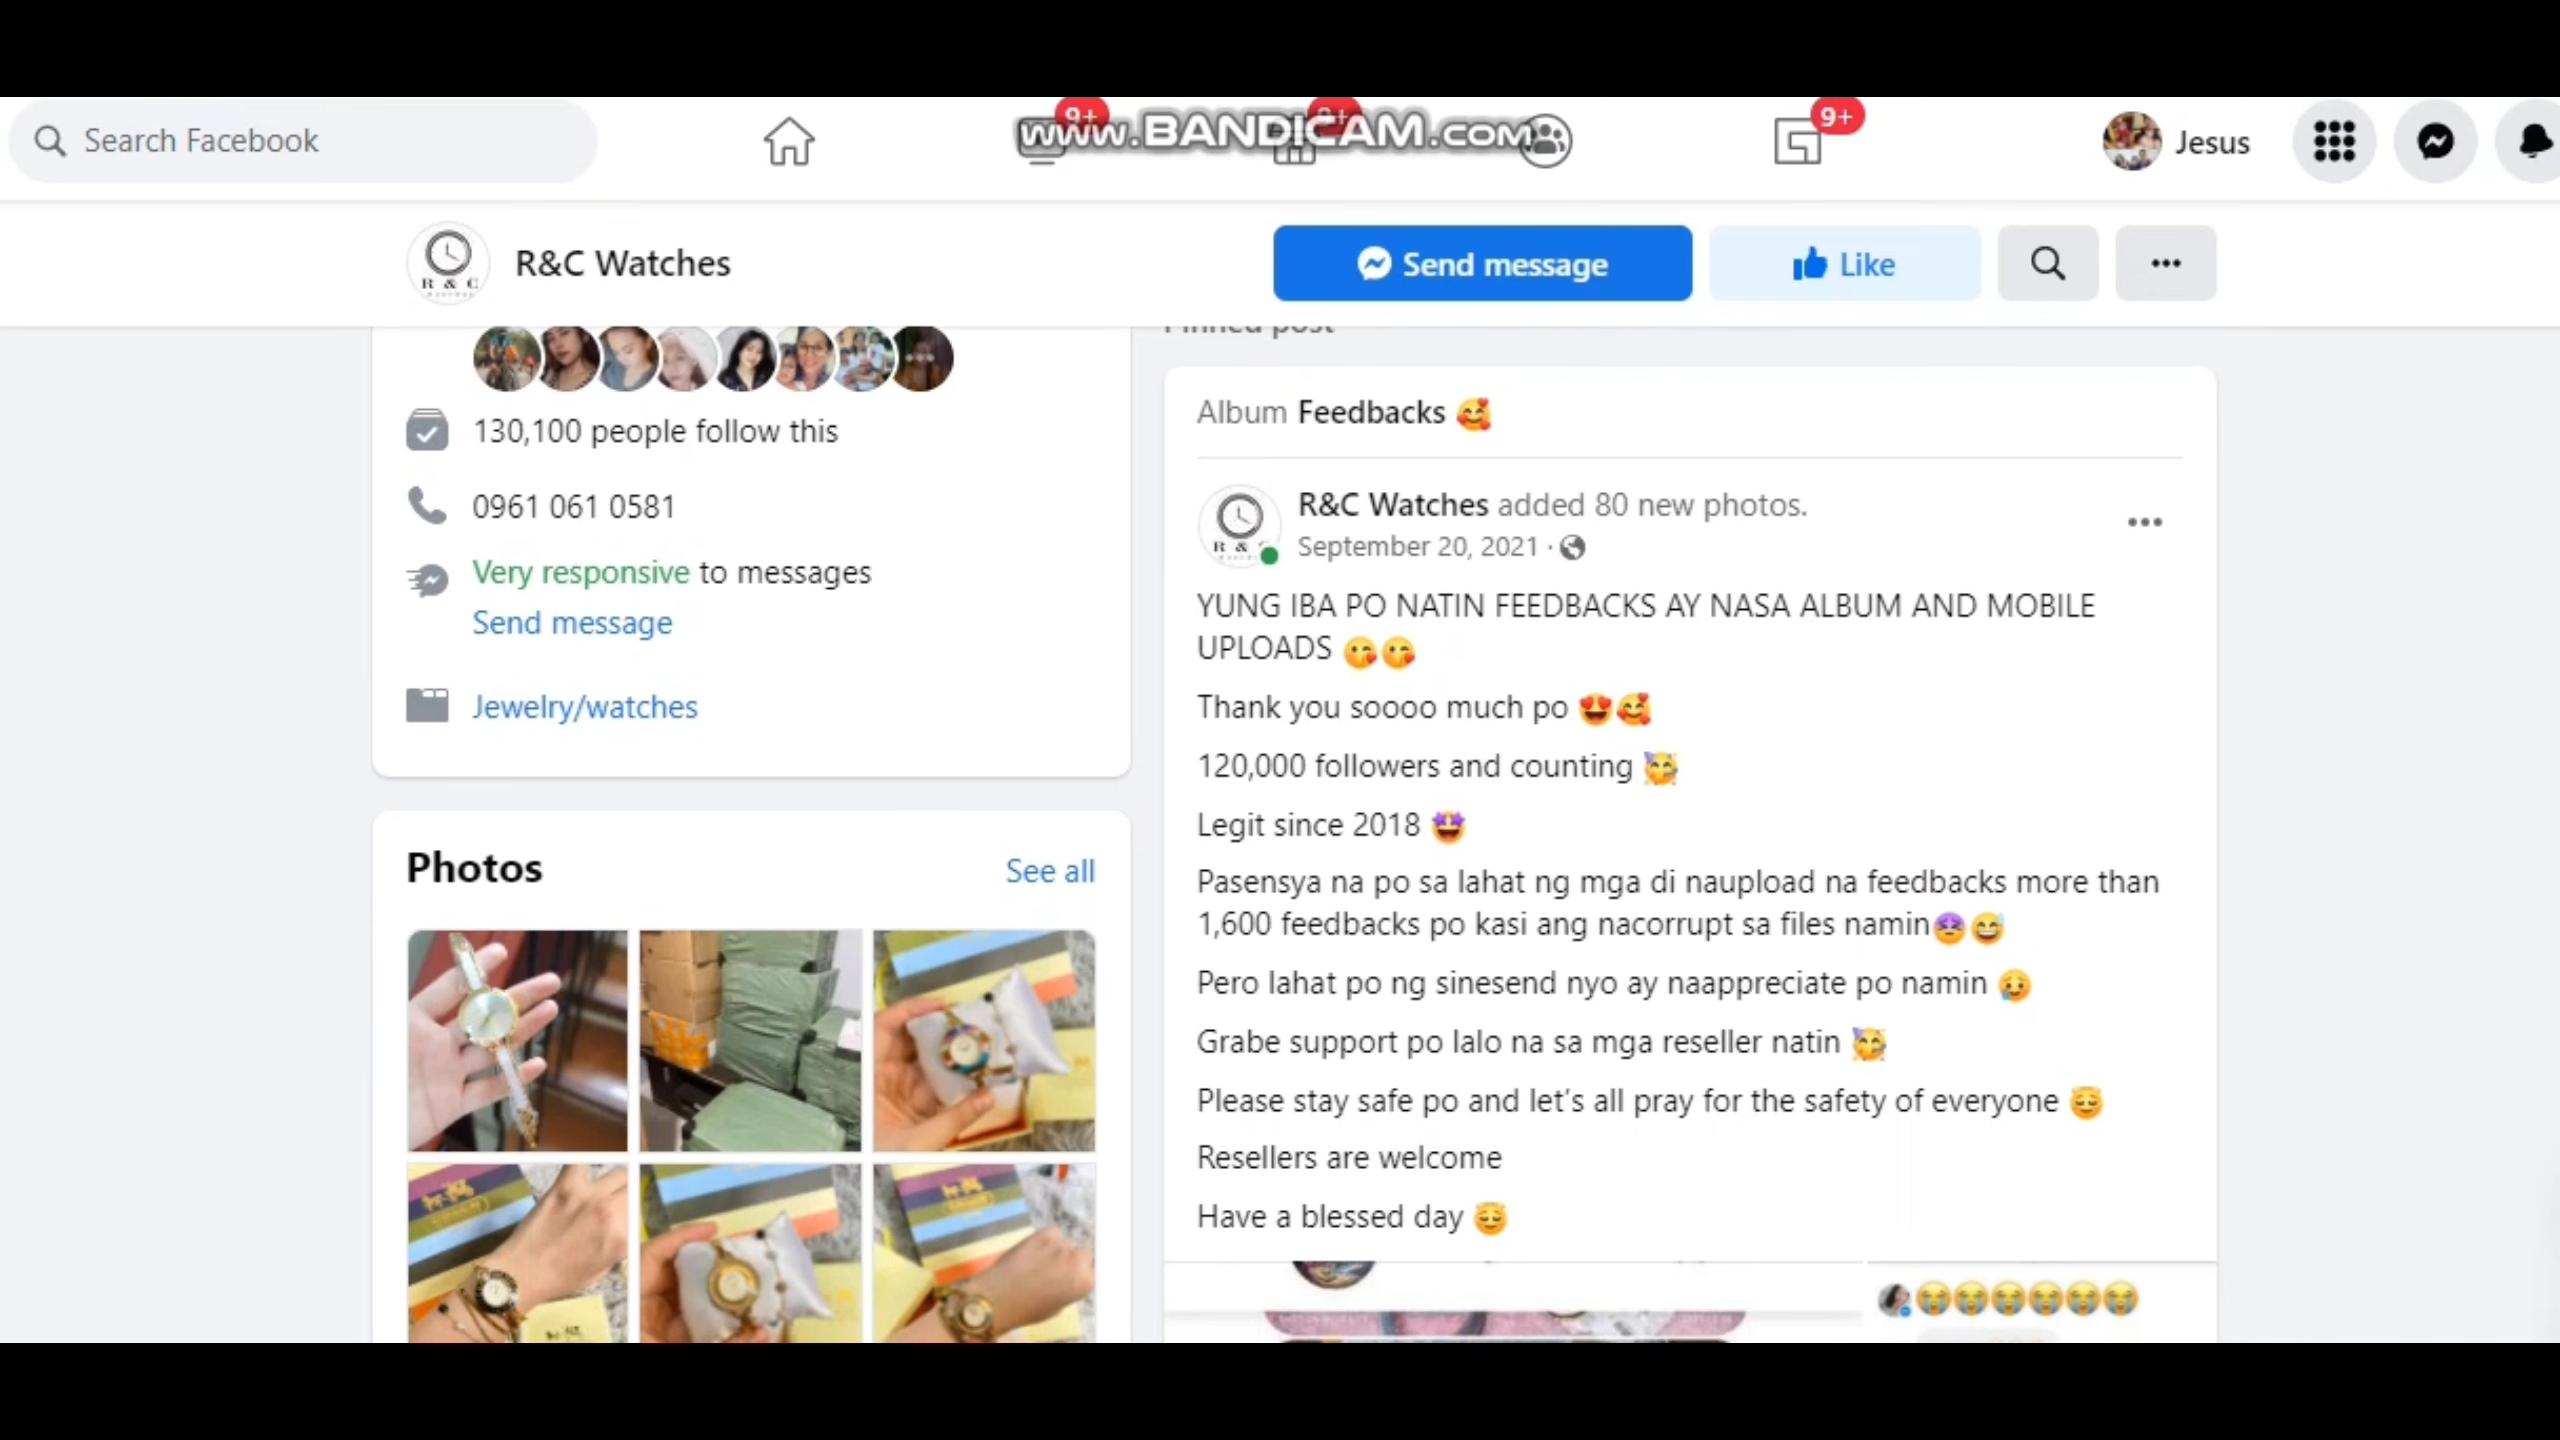 www.BANDICAM.com
Search Facebook
9+
9+
9+
Jesus
R&C Watches
Send message
Like
Pinned post
130,100 people follow this
0961 061 0581
Very responsive to messages
Send message
Jewelry/watches
Photos
See all
Album Feedbacks 🥰
R&C Watches added 80 new photos.
September 20, 2021 ·
YUNG IBA PO NATIN FEEDBACKS AY NASA ALBUM AND MOBILE
UPLOADS 😘😘
Thank you soooo much po 😍🥰
120,000 followers and counting 🥳
Legit since 2018 🤩
Pasensya na po sa lahat ng mga di naupload na feedbacks more than
1,600 feedbacks po kasi ang nacorrupt sa files namin😣😅
Pero lahat po ng sinesend nyo ay naappreciate po namin 🥲
Grabe support po lalo na sa mga reseller natin 🥳
Please stay safe po and let's all pray for the safety of everyone 😇
Resellers are welcome
Have a blessed day 😇
😭😭😭😭😭😭
R & C
R &